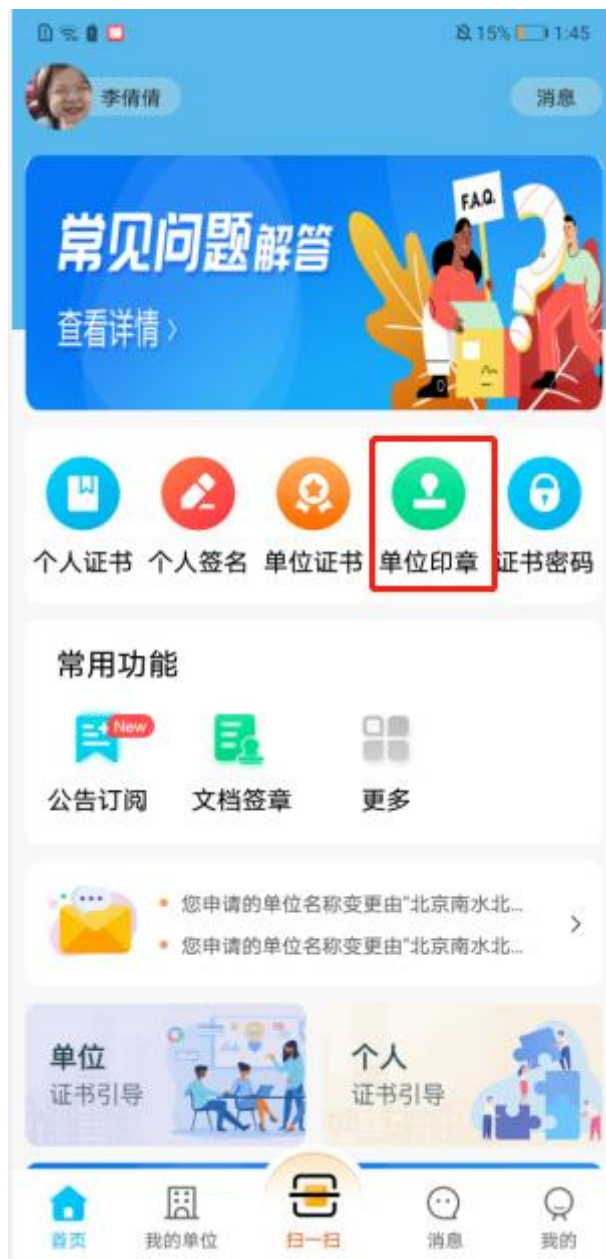 15% 1:45
李倩倩
消息
常见问题解答
F.A.Q.
查看详情 >
个人证书 个人签名 单位证书 单位印章 证书密码
常用功能
New
公告订阅 文档签章 更多
您申请的单位名称变更由"北京南水北...
您申请的单位名称变更由"北京南水北...
单位 个人
证书引导 证书引导
首页 我的单位 扫一扫 消息 我的